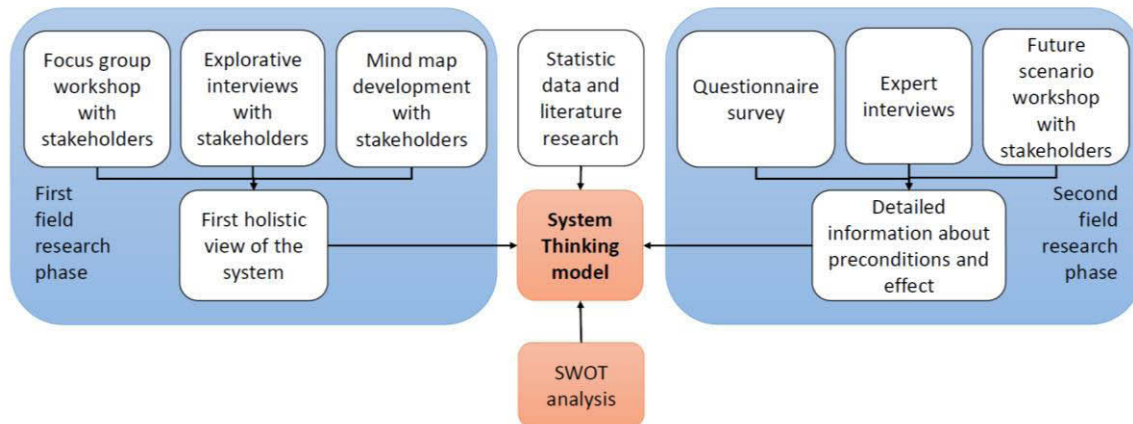 Focus group
workshop
with
stakeholders
Explorative
interviews
with
stakeholders
Mind map
development
with
stakeholders
First
field
research
phase
First holistic
view of the
system
Statistic
data and
literature
research
System
Thinking
model
SWOT
analysis
Questionnaire
survey
Expert
interviews
Future
scenario
workshop
with
stakeholders
Detailed
information about
preconditions and
effect
Second
field
research
phase